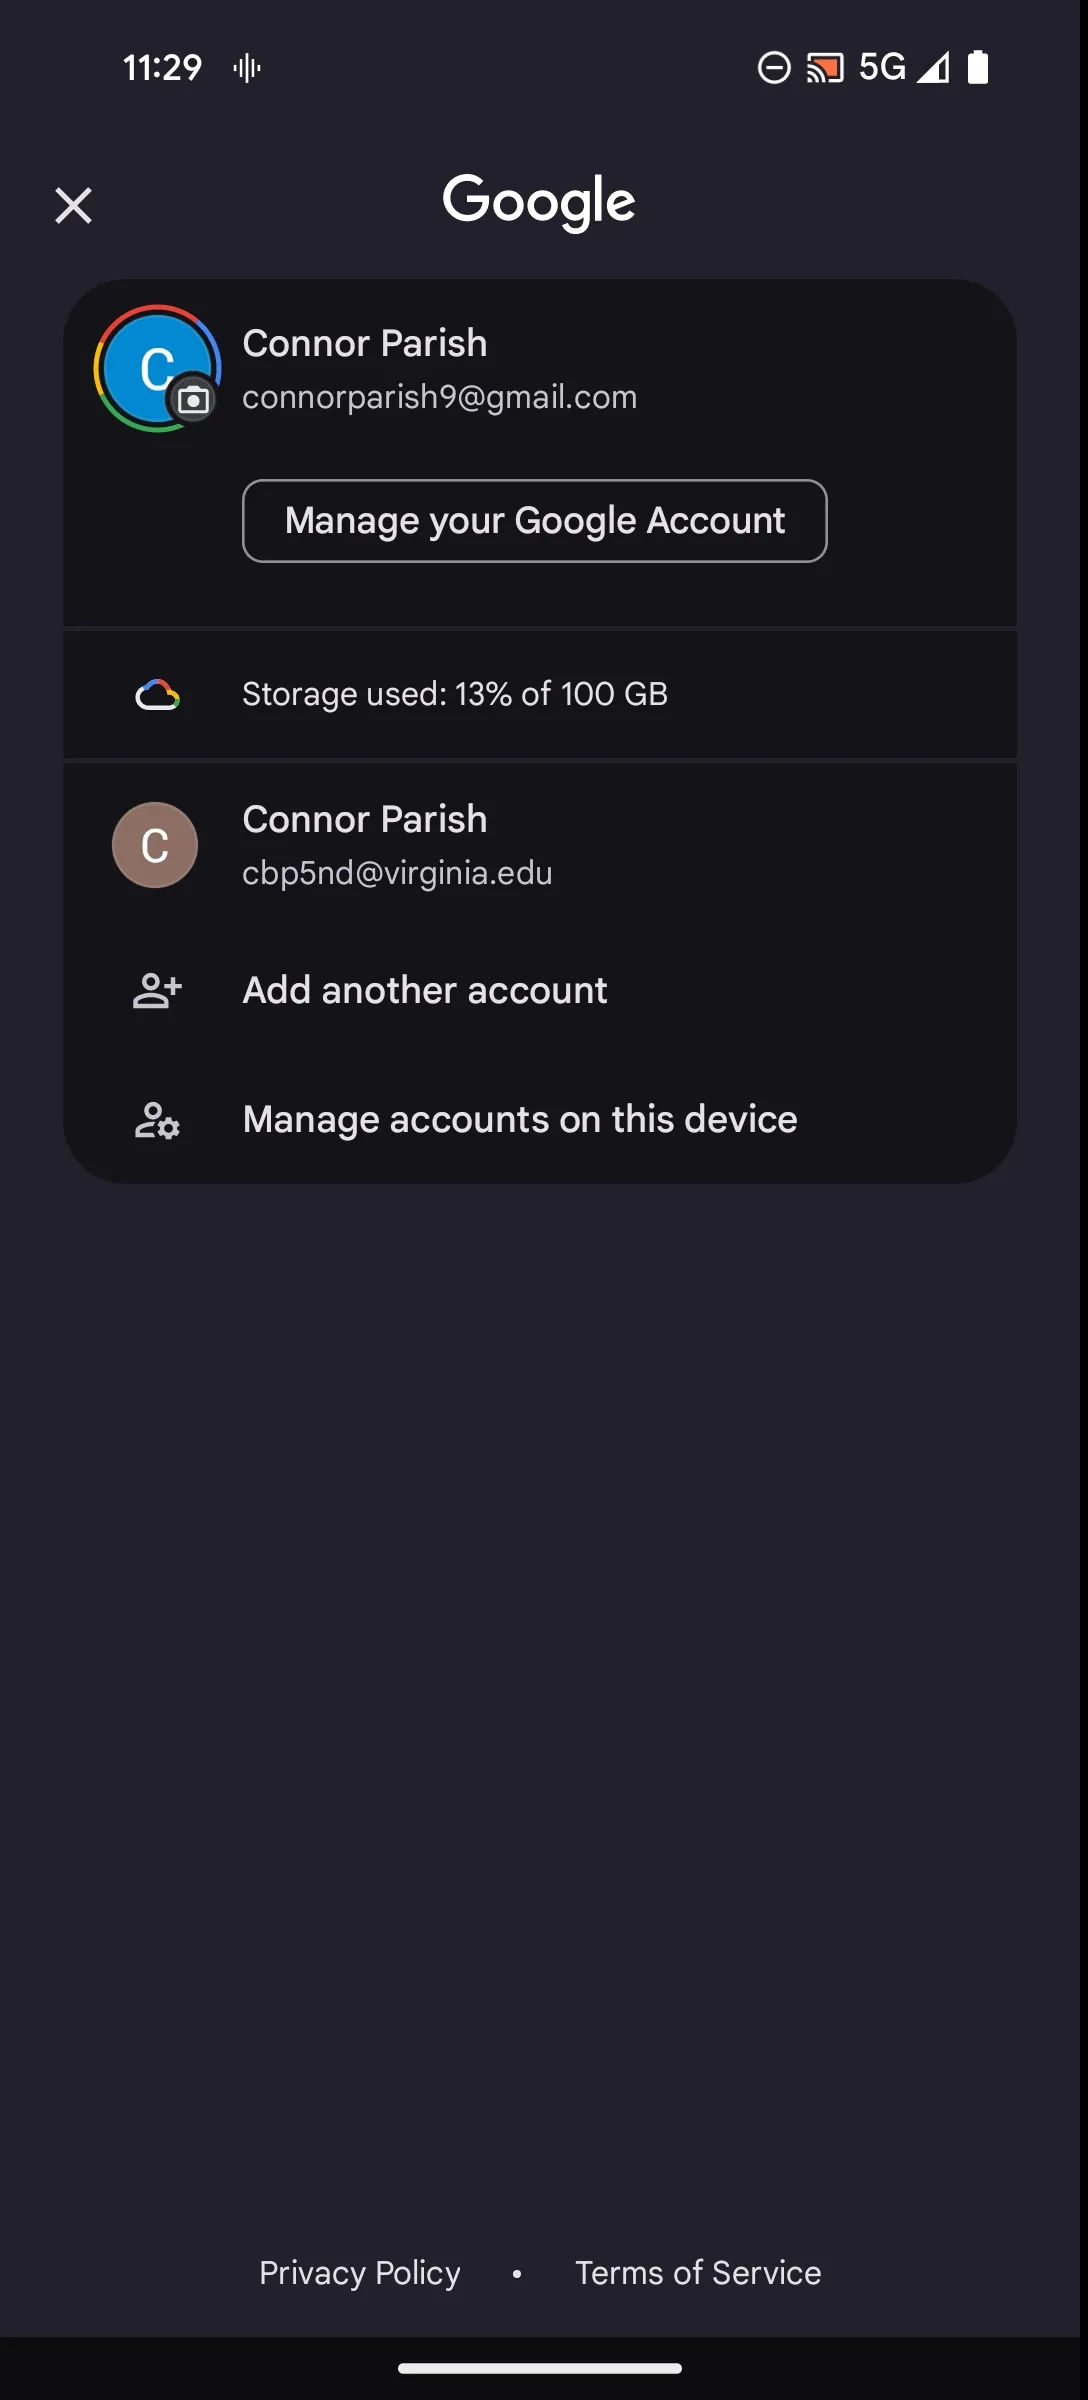 11:29
5G
Google
C
Connor Parish
connorparish9@gmail.com
Manage your Google Account
Storage used: 13% of 100 GB
C
Connor Parish
cbp5nd@virginia.edu
Add another account
Manage accounts on this device
Privacy Policy • Terms of Service